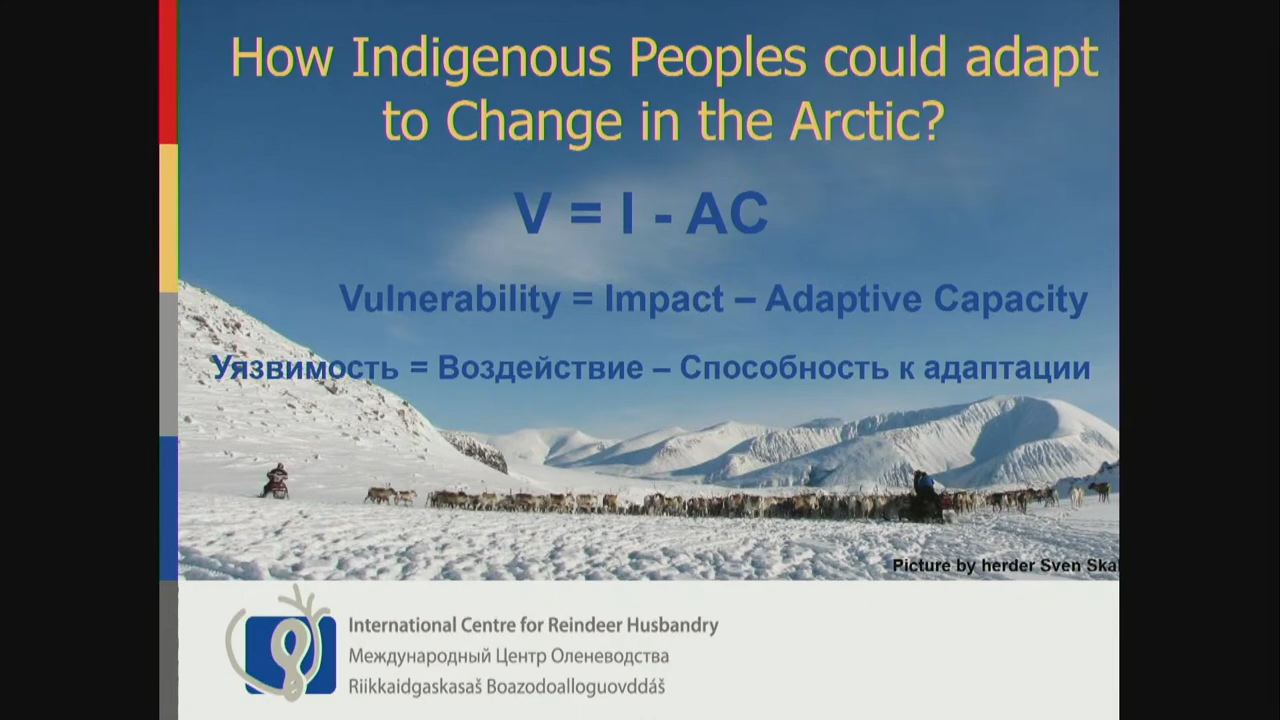 How Indigenous Peoples could adapt
to Change in the Arctic?
V = I - AC
Vulnerability = Impact – Adaptive Capacity
Уязвимость = Воздействие – Способность к адаптации
Picture by herder Sven Ska
International Centre for Reindeer Husbandry
Международный Центр Оленеводства
Riikkaidgaskasaš Boazodoalloguovddáš